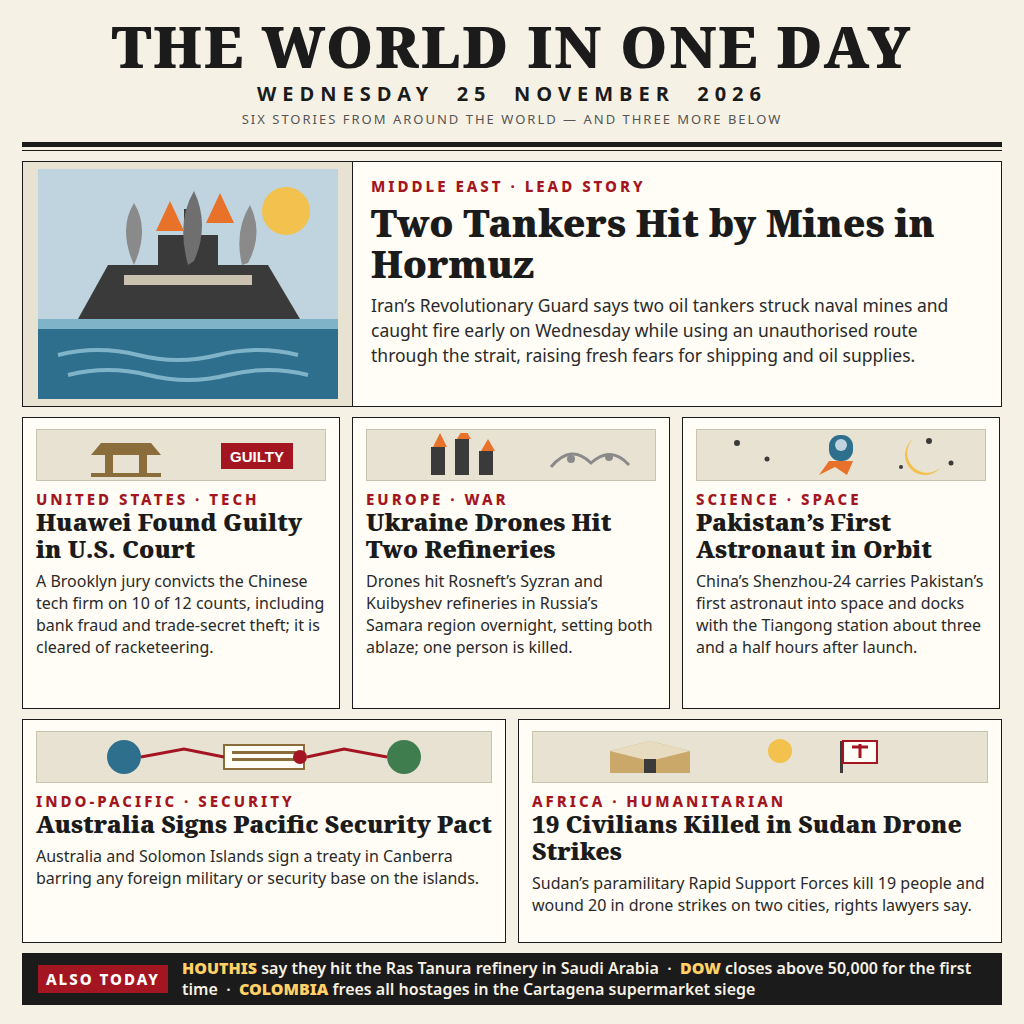 THE WORLD IN ONE DAY
WEDNESDAY 25 NOVEMBER 2026
SIX STORIES FROM AROUND THE WORLD — AND THREE MORE BELOW
MIDDLE EAST · LEAD STORY
Two Tankers Hit by Mines in
Hormuz
Iran’s Revolutionary Guard says two oil tankers struck naval mines and
caught fire early on Wednesday while using an unauthorised route
through the strait, raising fresh fears for shipping and oil supplies.
GUILTY
UNITED STATES · TECH
Huawei Found Guilty
in U.S. Court
A Brooklyn jury convicts the Chinese
tech firm on 10 of 12 counts, including
bank fraud and trade-secret theft; it is
cleared of racketeering.
EUROPE · WAR
Ukraine Drones Hit
Two Refineries
Drones hit Rosneft’s Syzran and
Kuibyshev refineries in Russia’s
Samara region overnight, setting both
ablaze; one person is killed.
SCIENCE · SPACE
Pakistan’s First
Astronaut in Orbit
China’s Shenzhou-24 carries Pakistan’s
first astronaut into space and docks
with the Tiangong station about three
and a half hours after launch.
INDO-PACIFIC · SECURITY
Australia Signs Pacific Security Pact
Australia and Solomon Islands sign a treaty in Canberra
barring any foreign military or security base on the islands.
AFRICA · HUMANITARIAN
19 Civilians Killed in Sudan Drone
Strikes
Sudan’s paramilitary Rapid Support Forces kill 19 people and
wound 20 in drone strikes on two cities, rights lawyers say.
ALSO TODAY
HOUTHIS say they hit the Ras Tanura refinery in Saudi Arabia · DOW closes above 50,000 for the first
time · COLOMBIA frees all hostages in the Cartagena supermarket siege